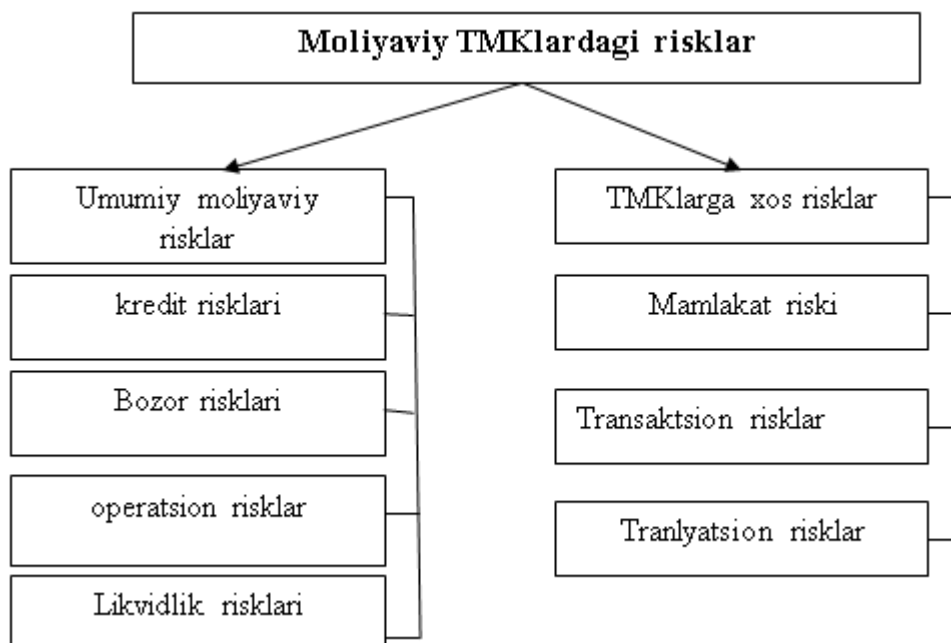 Moliyaviy TMKlardagi risklar
Umumiy moliyaviy
risklar
kredit risklari
Bozor risklari
operatsion risklar
Likvidlik risklari
TMKlarga xos risklar
Mamlakat riski
Transaktsion risklar
Tranlyatsion risklar